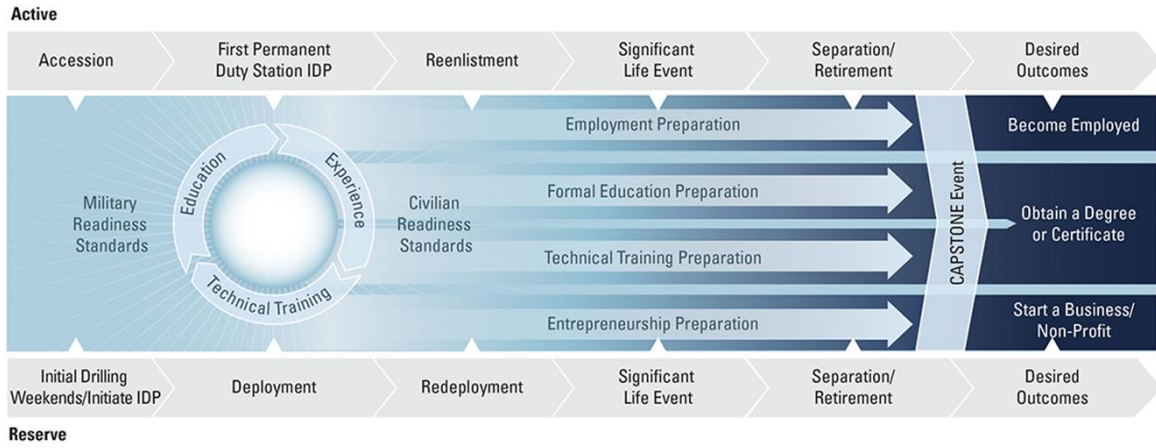 Active
Accession
First Permanent
Duty Station IDP
Reenlistment
Significant
Life Event
Separation/
Retirement
Desired
Outcomes
Military
Readiness
Standards
Education
Experience
Technical Training
Civilian
Readiness
Standards
Employment Preparation
Formal Education Preparation
Technical Training Preparation
Entrepreneurship Preparation
CAPSTONE Event
Become Employed
Obtain a Degree
or Certificate
Start a Business/
Non-Profit
Initial Drilling
Weekends/Initiate IDP
Deployment
Redeployment
Significant
Life Event
Separation/
Retirement
Desired
Outcomes
Reserve